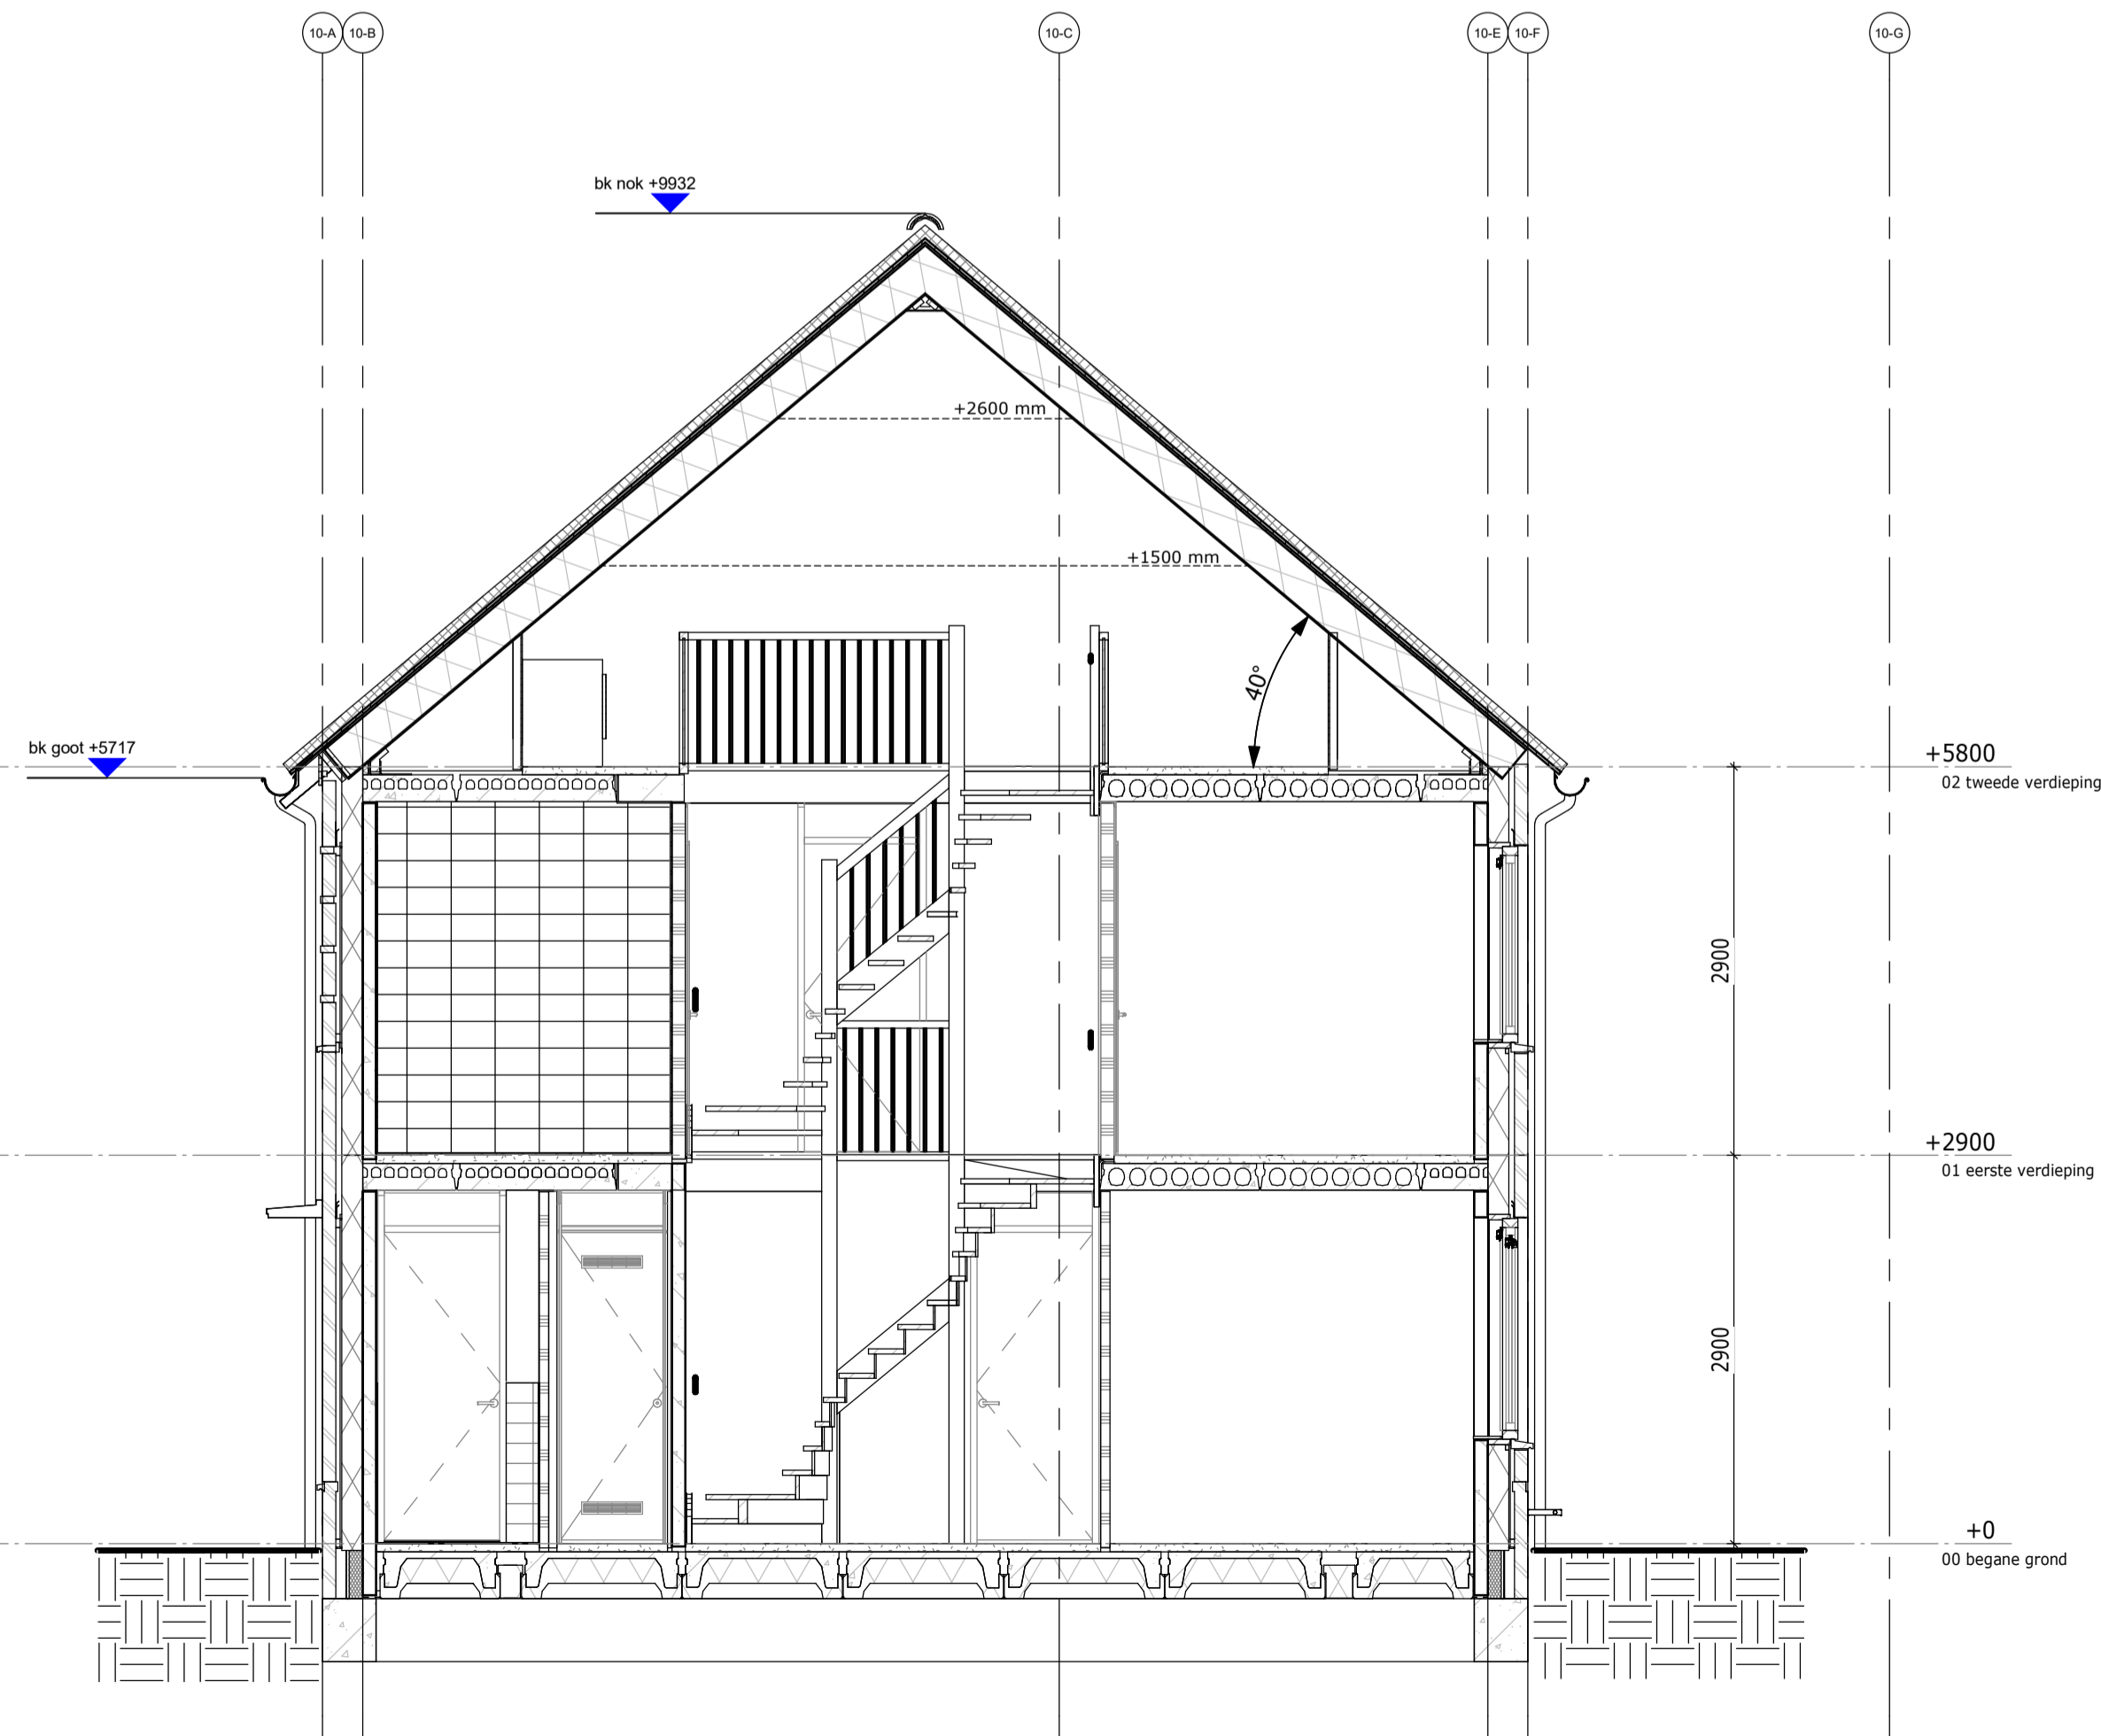 10-A
10-B
10-C
10-E
10-F
10-G
bk nok +9932
+2600 mm
+1500 mm
40°
bk goot +5717
+5800
02 tweede verdieping
2900
+2900
01 eerste verdieping
2900
+0
00 begane grond